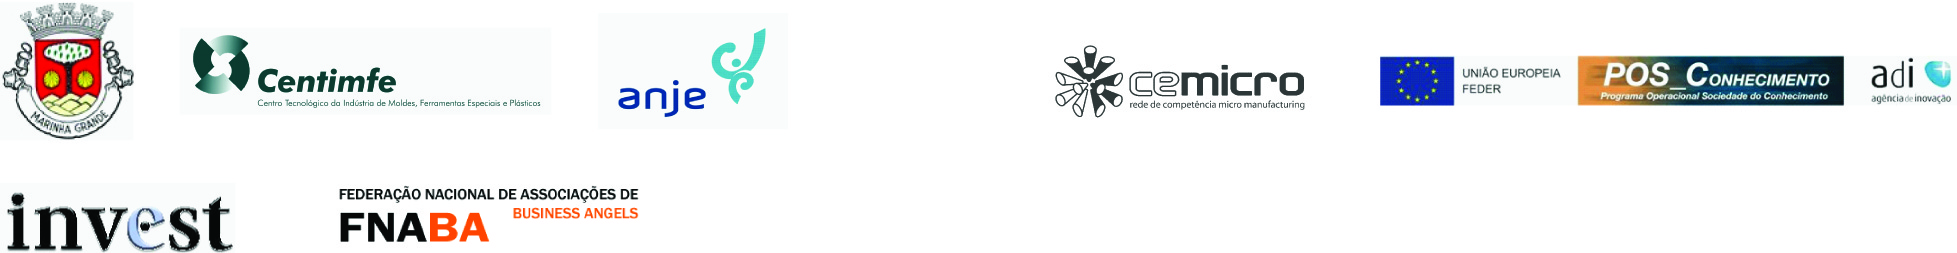 MARINHA GRANDE
Centimfe
Centro Tecnológico da Indústria de Moldes, Ferramentas Especiais e Plásticos
anje
cemicro
rede de competência micro manufacturing
UNIÃO EUROPEIA
FEDER
POS_CONHECIMENTO
Programa Operacional Sociedade do Conhecimento
adi
agência de inovação
invest
FEDERAÇÃO NACIONAL DE ASSOCIAÇÕES DE
BUSINESS ANGELS
FNABA